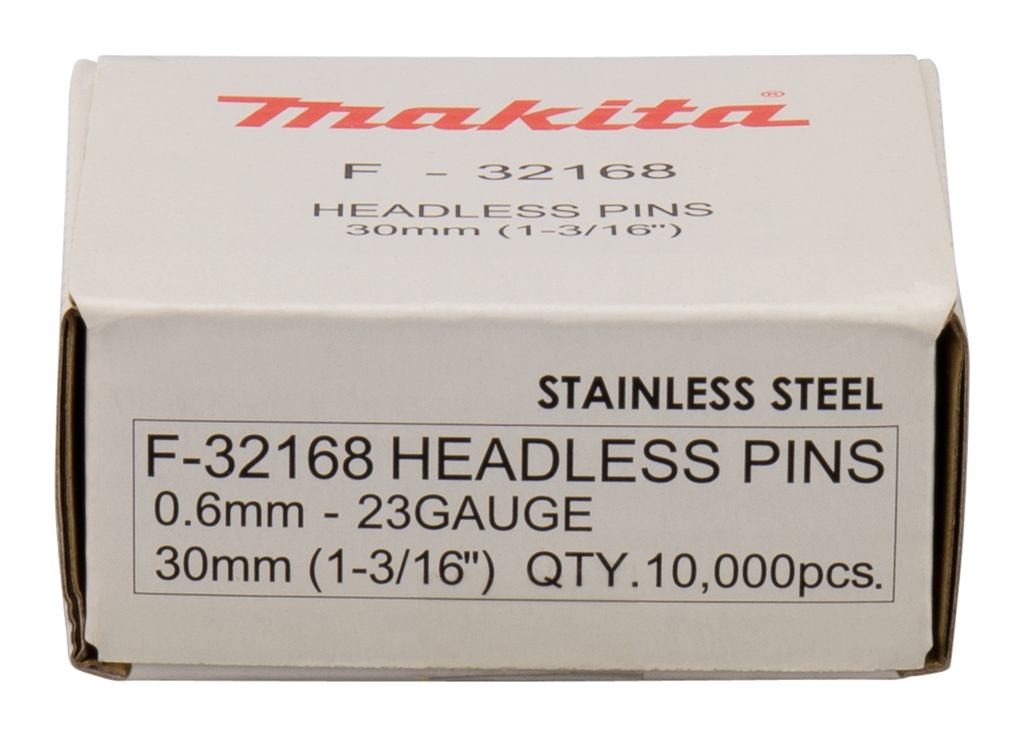 makita®
F - 32168
HEADLESS PINS
30mm (1-3/16")
STAINLESS STEEL
F-32168 HEADLESS PINS
0.6mm - 23GAUGE
30mm (1-3/16") QTY.10,000pcs.